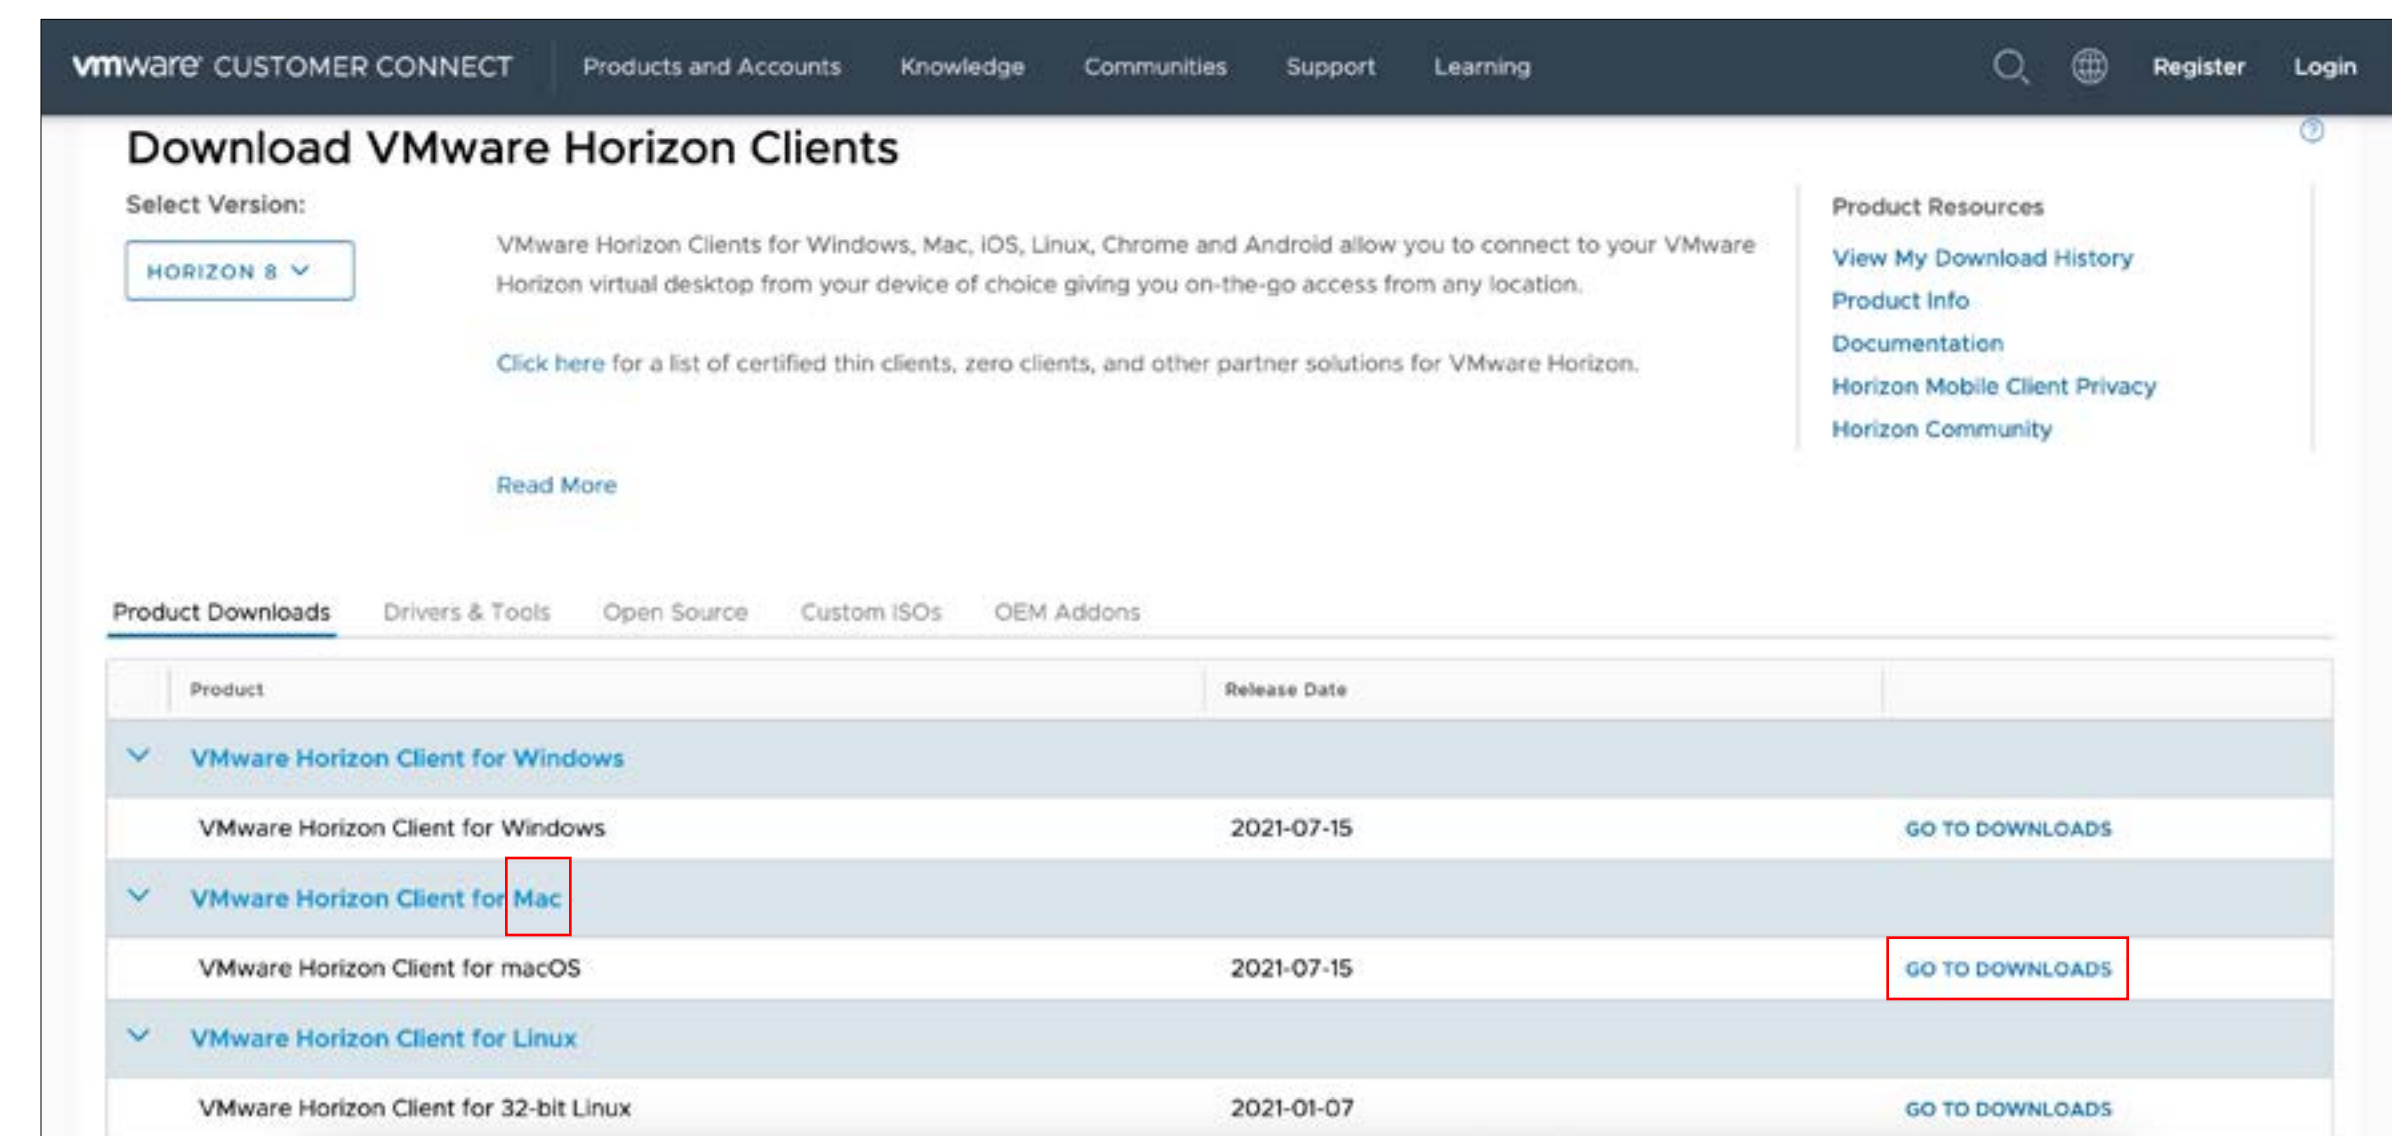 vmware® CUSTOMER CONNECT Products and Accounts Knowledge Communities Support Learning Register Login
Download VMware Horizon Clients
Select Version:
HORIZON 8
VMware Horizon Clients for Windows, Mac, iOS, Linux, Chrome and Android allow you to connect to your VMware
Horizon virtual desktop from your device of choice giving you on-the-go access from any location.
Click here for a list of certified thin clients, zero clients, and other partner solutions for VMware Horizon.
Read More
Product Resources
View My Download History
Product Info
Documentation
Horizon Mobile Client Privacy
Horizon Community
Product Downloads Drivers & Tools Open Source Custom ISOs OEM Addons
Product Release Date
VMware Horizon Client for Windows
VMware Horizon Client for Windows 2021-07-15 GO TO DOWNLOADS
VMware Horizon Client for Mac
VMware Horizon Client for macOS 2021-07-15 GO TO DOWNLOADS
VMware Horizon Client for Linux
VMware Horizon Client for 32-bit Linux 2021-01-07 GO TO DOWNLOADS